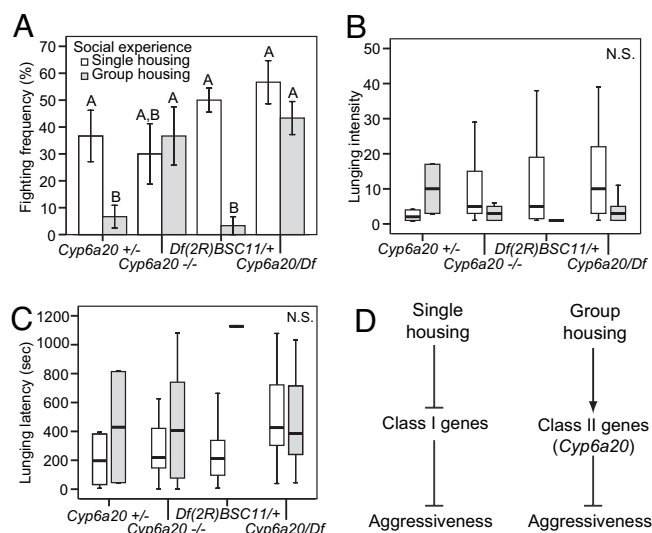 A
Social experience
Single housing
Group housing
Fighting frequency (%)
70
60
50
40
30
20
10
0
A
B
A,B
A
A
B
A
A
Cyp6a20 +/-
Cyp6a20 -/-
Df(2R)BSC11/+
Cyp6a20/Df
B
N.S.
Lunging intensity
50
40
30
20
10
0
Cyp6a20 +/-
Cyp6a20 -/-
Df(2R)BSC11/+
Cyp6a20/Df
C
N.S.
Lunging latency (sec)
1200
1000
800
600
400
200
0
Cyp6a20 +/-
Cyp6a20 -/-
Df(2R)BSC11/+
Cyp6a20/Df
D
Single
housing
Class I genes
Aggressiveness
Group
housing
Class II genes
(Cyp6a20)
Aggressiveness